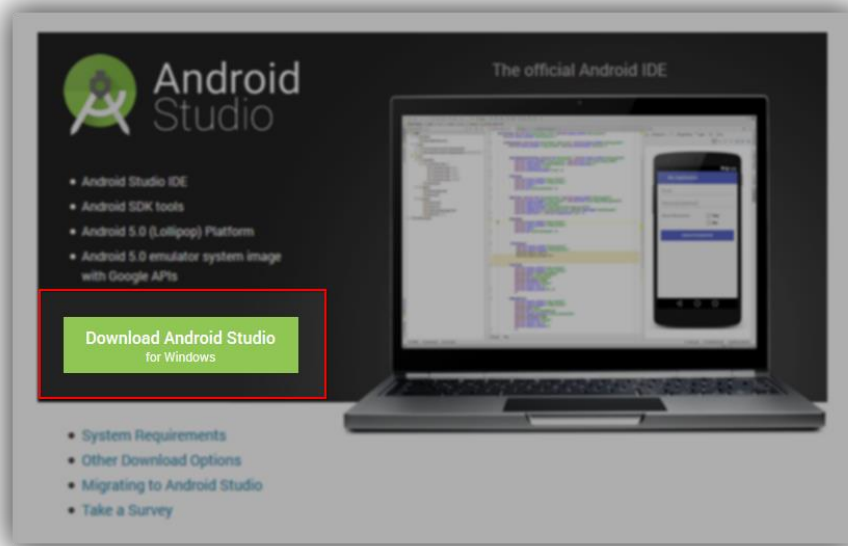 Android
Studio
The official Android IDE
Android Studio IDE
Android SDK tools
Android 5.0 (Lollipop) Platform
Android 5.0 emulator system image
with Google APIs
Download Android Studio
for Windows
System Requirements
Other Download Options
Migrating to Android Studio
Take a Survey